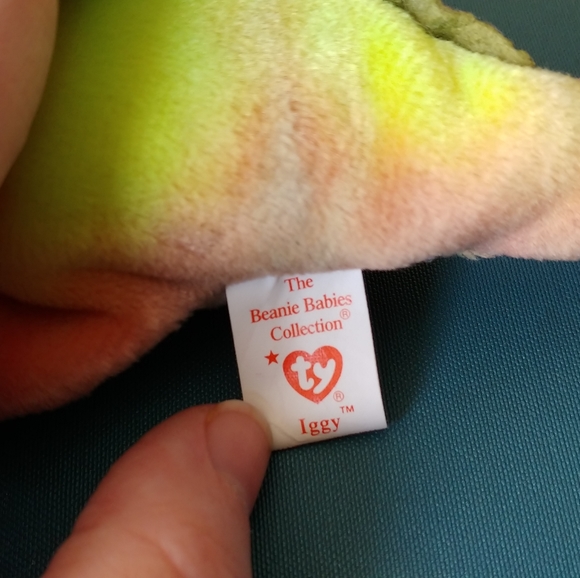 The
Beanie Babies
Collection®
ty®
Iggy™